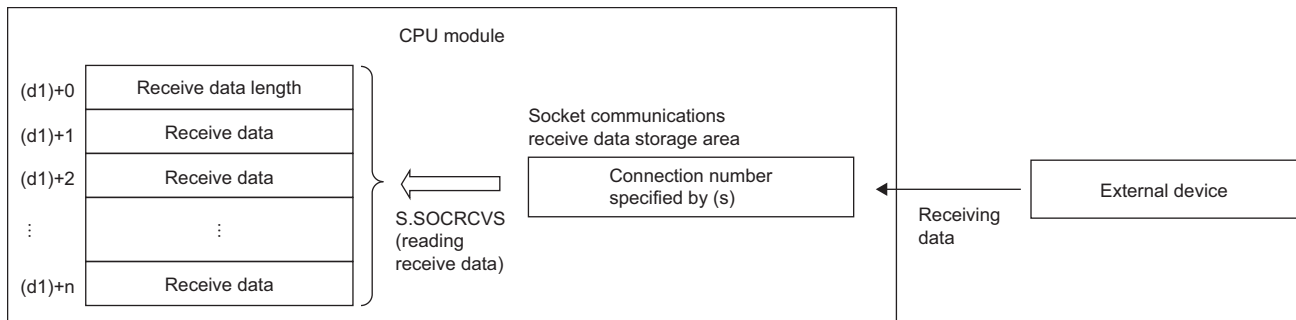 CPU module
(d1)+0
Receive data length
(d1)+1
Receive data
(d1)+2
Receive data
⋮
⋮
(d1)+n
Receive data
S.SOCRCVS
(reading
receive data)
Socket communications
receive data storage area
Connection number
specified by (s)
Receiving
data
External device